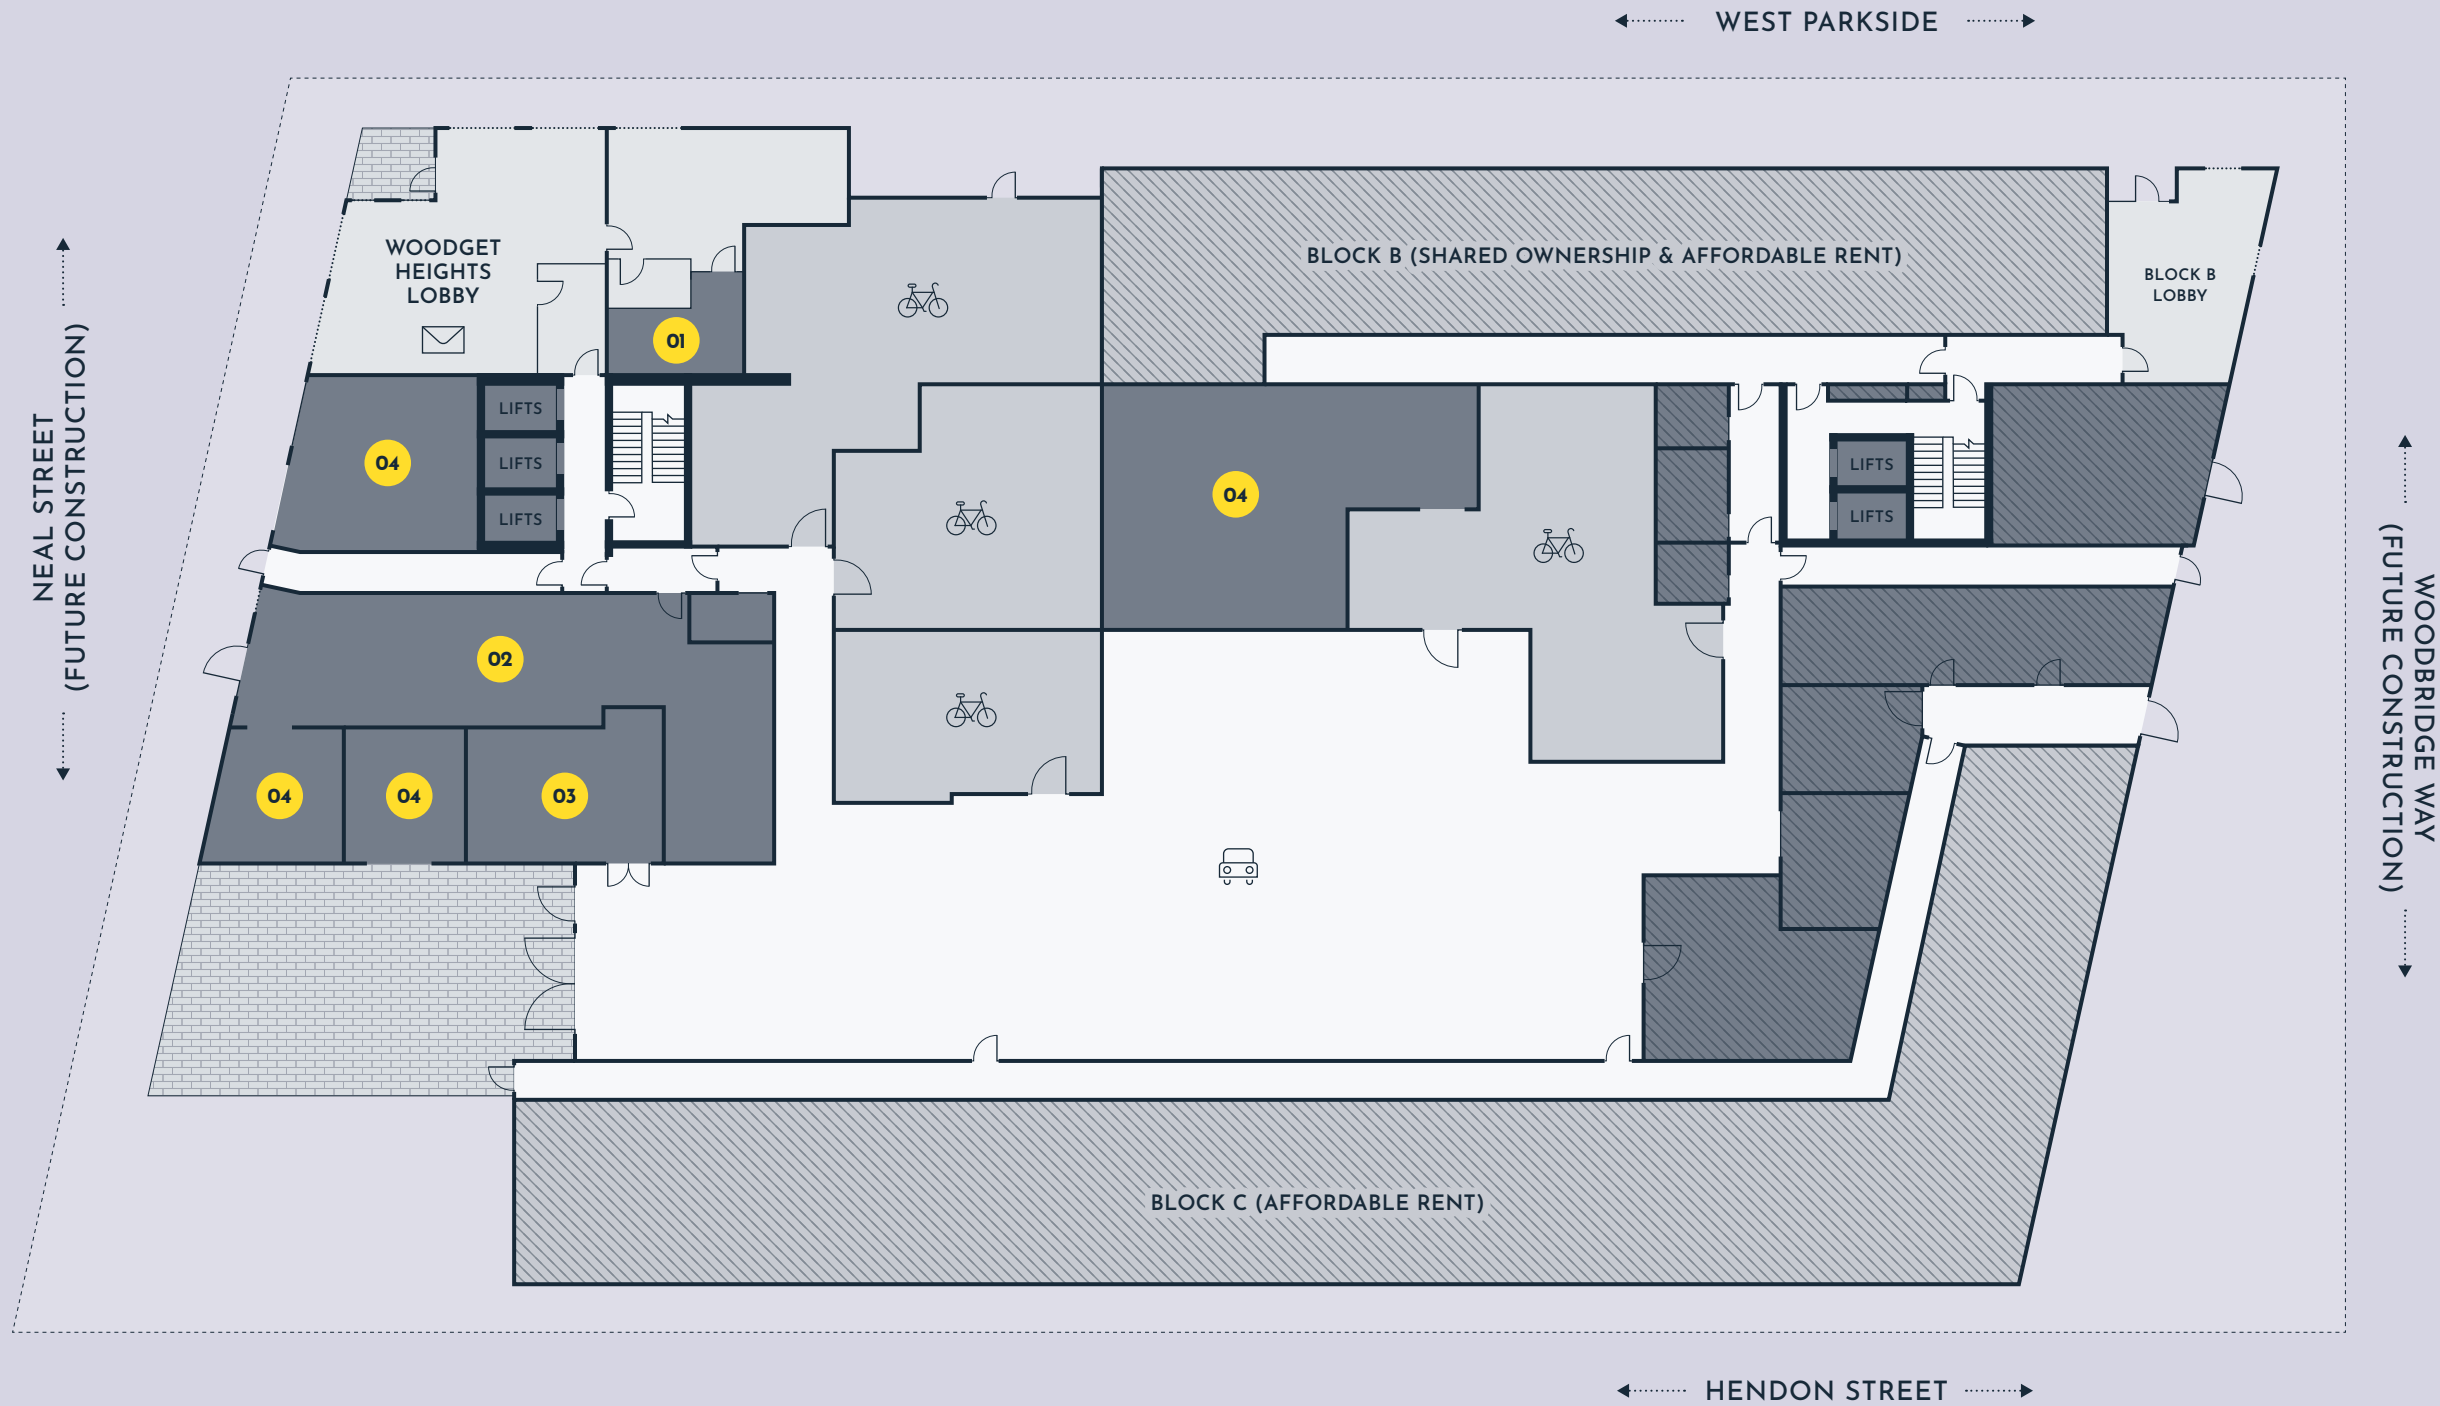 WEST PARKSIDE
WOODGET
HEIGHTS
LOBBY
BLOCK B (SHARED OWNERSHIP & AFFORDABLE RENT)
BLOCK B
LOBBY
01
LIFTS
LIFTS
LIFTS
04
04
LIFTS
LIFTS
NEAL STREET
(FUTURE CONSTRUCTION)
WOODBRIDGE WAY
(FUTURE CONSTRUCTION)
02
04
04
03
BLOCK C (AFFORDABLE RENT)
HENDON STREET